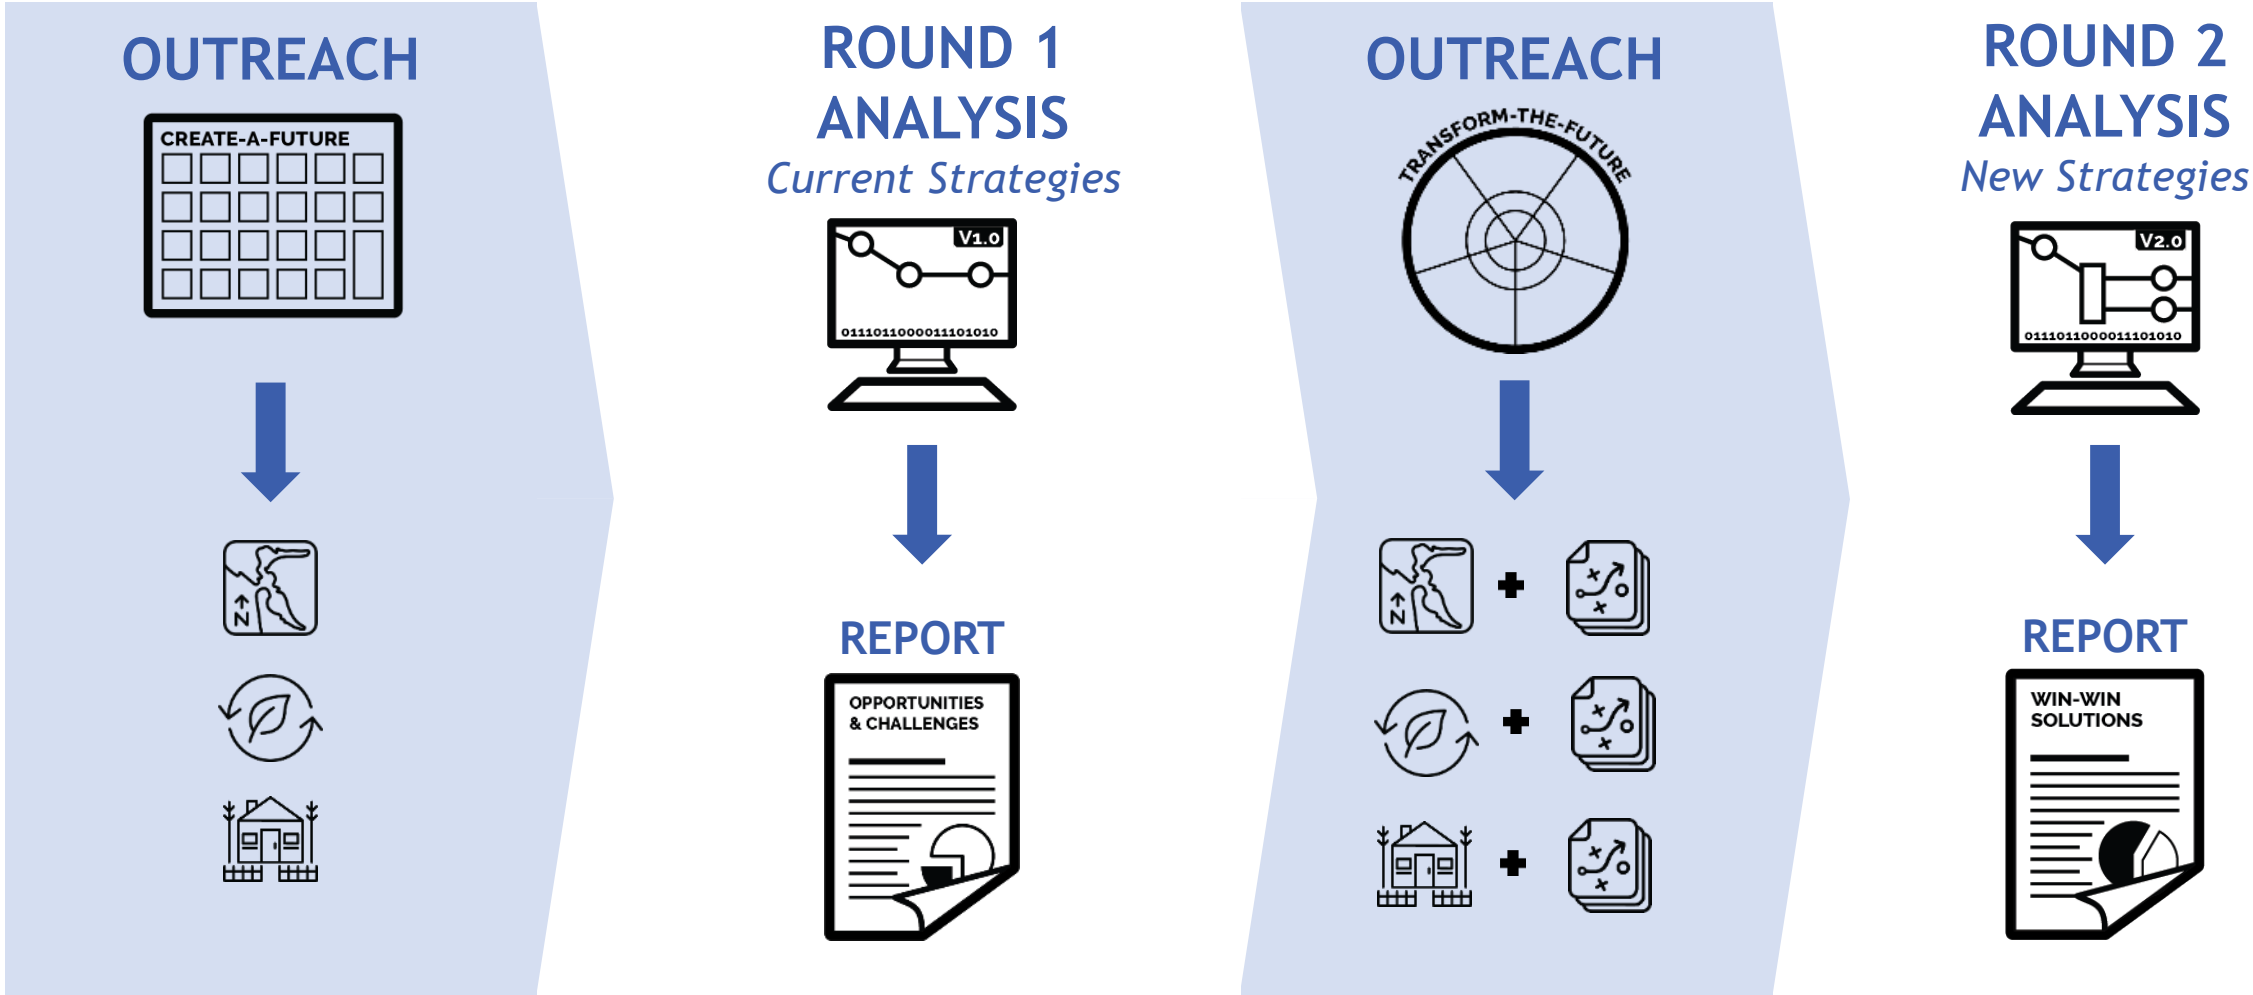 OUTREACH
CREATE-A-FUTURE
N
ROUND 1
ANALYSIS
Current Strategies
V1.0
0111011000011101010
REPORT
OPPORTUNITIES
& CHALLENGES
OUTREACH
TRANSFORM-THE-FUTURE
N
ROUND 2
ANALYSIS
New Strategies
V2.0
0111011000011101010
REPORT
WIN-WIN
SOLUTIONS